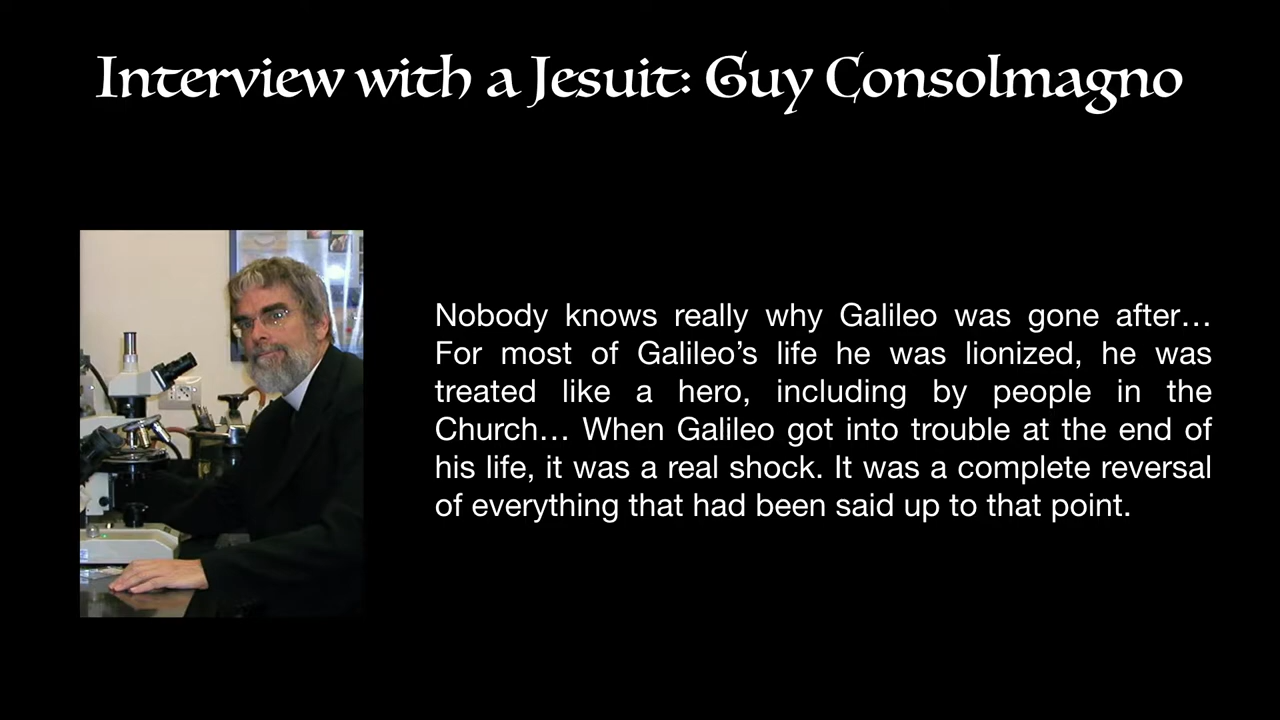 Interview with a Jesuit: Guy Consolmagno
Nobody knows really why Galileo was gone after…
For most of Galileo’s life he was lionized, he was
treated like a hero, including by people in the
Church… When Galileo got into trouble at the end of
his life, it was a real shock. It was a complete reversal
of everything that had been said up to that point.